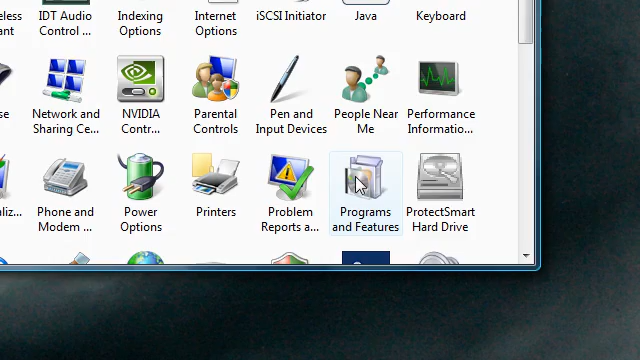 eless IDT Audio Indexing Internet iSCSI Initiator Java Keyboard
ant Control ... Options Options
se Network and NVIDIA Parental Pen and People Near Performance
Sharing Ce... Contr... Controls Input Devices Me Informatio...
aliz... Phone and Power Printers Problem Programs ProtectSmart
Modem ... Options Reports a... and Features Hard Drive